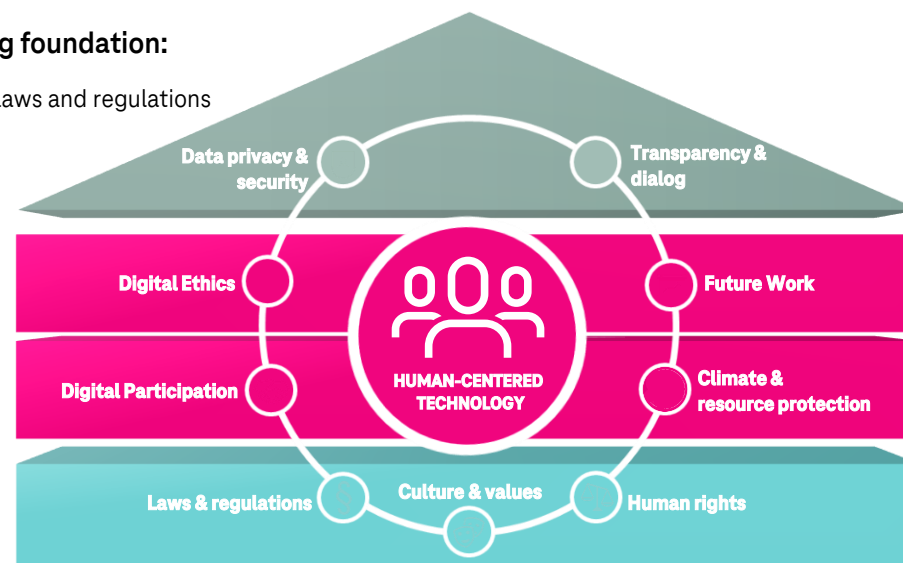 g foundation:
laws and regulations
Data privacy &
security
Transparency &
dialog
Digital Ethics
Future Work
HUMAN-CENTERED
TECHNOLOGY
Digital Participation
Climate &
resource protection
Laws & regulations
Culture & values
Human rights